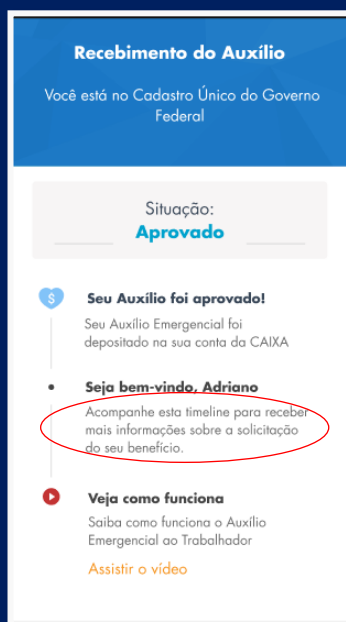 Recebimento do Auxílio
Você está no Cadastro Único do Governo
Federal
Situação:
Aprovado
$
Seu Auxílio foi aprovado!
Seu Auxílio Emergencial foi
depositado na sua conta da CAIXA
Seja bem-vindo, Adriano
Acompanhe esta timeline para receber
mais informações sobre a solicitação
do seu benefício.
Veja como funciona
Saiba como funciona o Auxílio
Emergencial ao Trabalhador
Assistir o vídeo